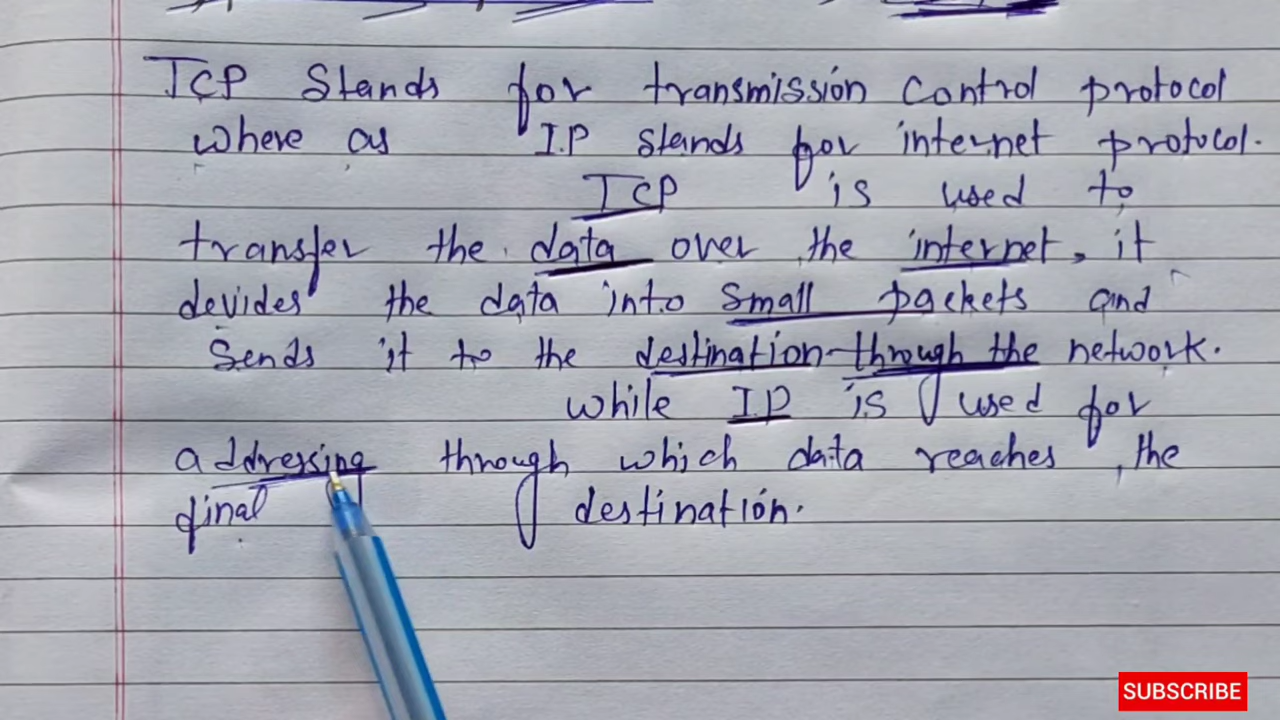 TCP stands for transmission control protocol
where as I.P stands for internet protocol.
TCP is used to
transfer the data over the internet, it
devides the data into small packets and
sends it to the destination through the network.
while IP is used for
addressing through which data reaches the
final destination.
SUBSCRIBE